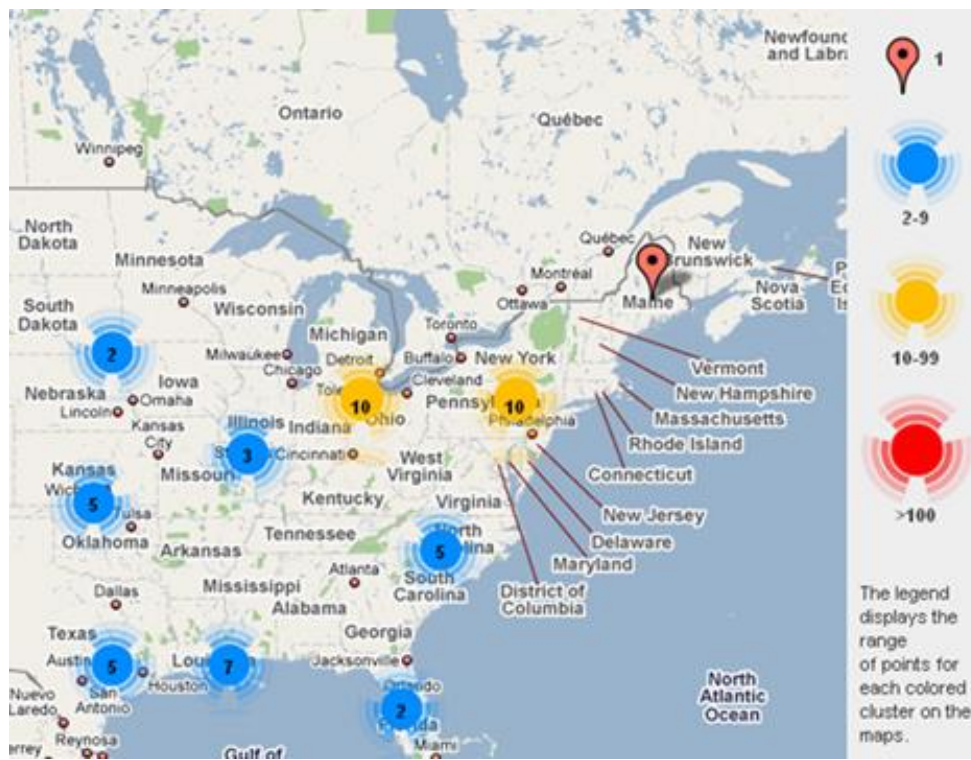 Newfound
and Labr
Ontario
Québec
Winnipeg
North
Dakota
Québec
New
Brunswick
Minnesota
Montréal
Nova
Scotia
Minneapolis
Ottawa
Maine
South
Dakota
Wisconsin
Michigan
Toronto
Milwaukee
Detroit
Buffalo
New York
Vermont
2
Chicago
Cleveland
New Hampshire
Nebraska
Iowa
Omaha
Tole
10
Ohio
10
Massachusetts
Lincoln
Illinois
Indiana
Philadelphia
Rhode Island
Kansas
City
3
Cincinnati
West
Virginia
Connecticut
Kansas
Missouri
Kentucky
Virginia
New Jersey
5
Tulsa
Delaware
Oklahoma
Tennessee
Maryland
Arkansas
5
South
Carolina
District of
Columbia
Mississippi
Atlanta
Dallas
Alabama
Georgia
Texas
Jacksonville
Austin
5
7
Houston
San
Antonio
Orlando
North
Atlantic
Ocean
Nuevo
Laredo
2
Reynosa
Miami
Gulf of
1
2-9
10-99
>100
The legend
displays the
range
of points for
each colored
cluster on the
maps.